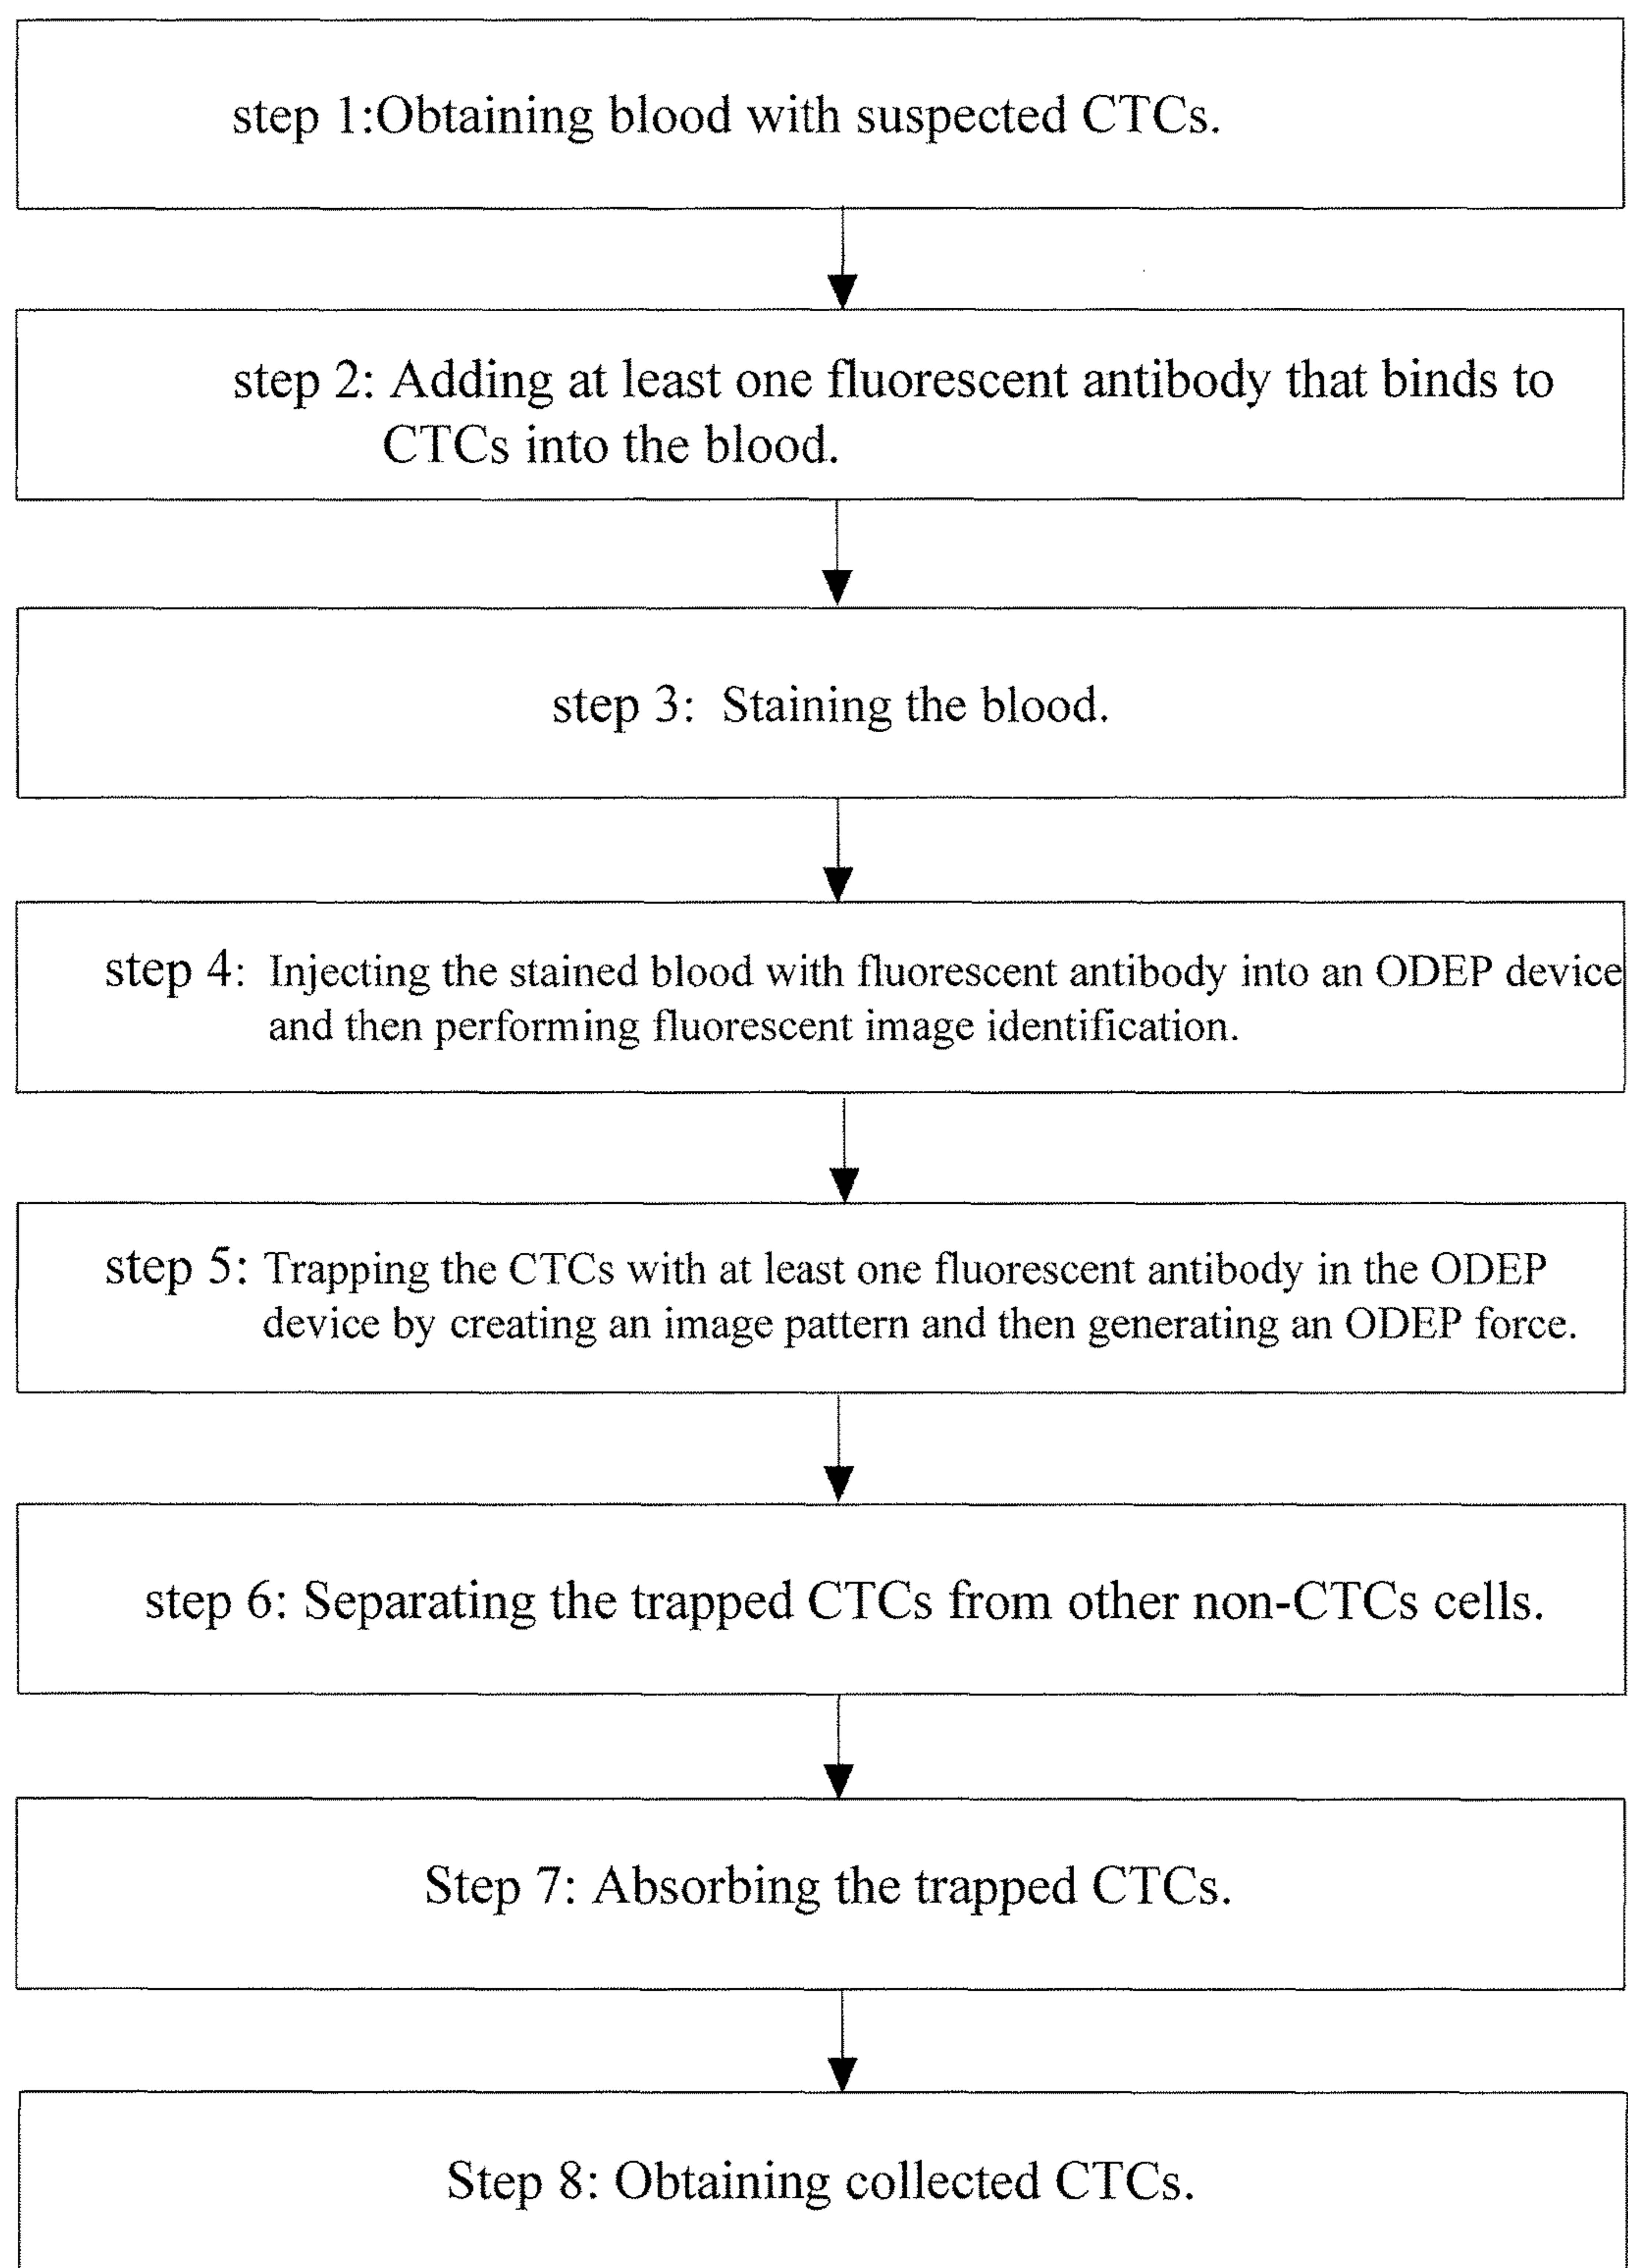 step 1:Obtaining blood with suspected CTCs.
step 2: Adding at least one fluorescent antibody that binds to
CTCs into the blood.
step 3: Staining the blood.
step 4: Injecting the stained blood with fluorescent antibody into an ODEP device
and then performing fluorescent image identification.
step 5: Trapping the CTCs with at least one fluorescent antibody in the ODEP
device by creating an image pattern and then generating an ODEP force.
step 6: Separating the trapped CTCs from other non-CTCs cells.
Step 7: Absorbing the trapped CTCs.
Step 8: Obtaining collected CTCs.